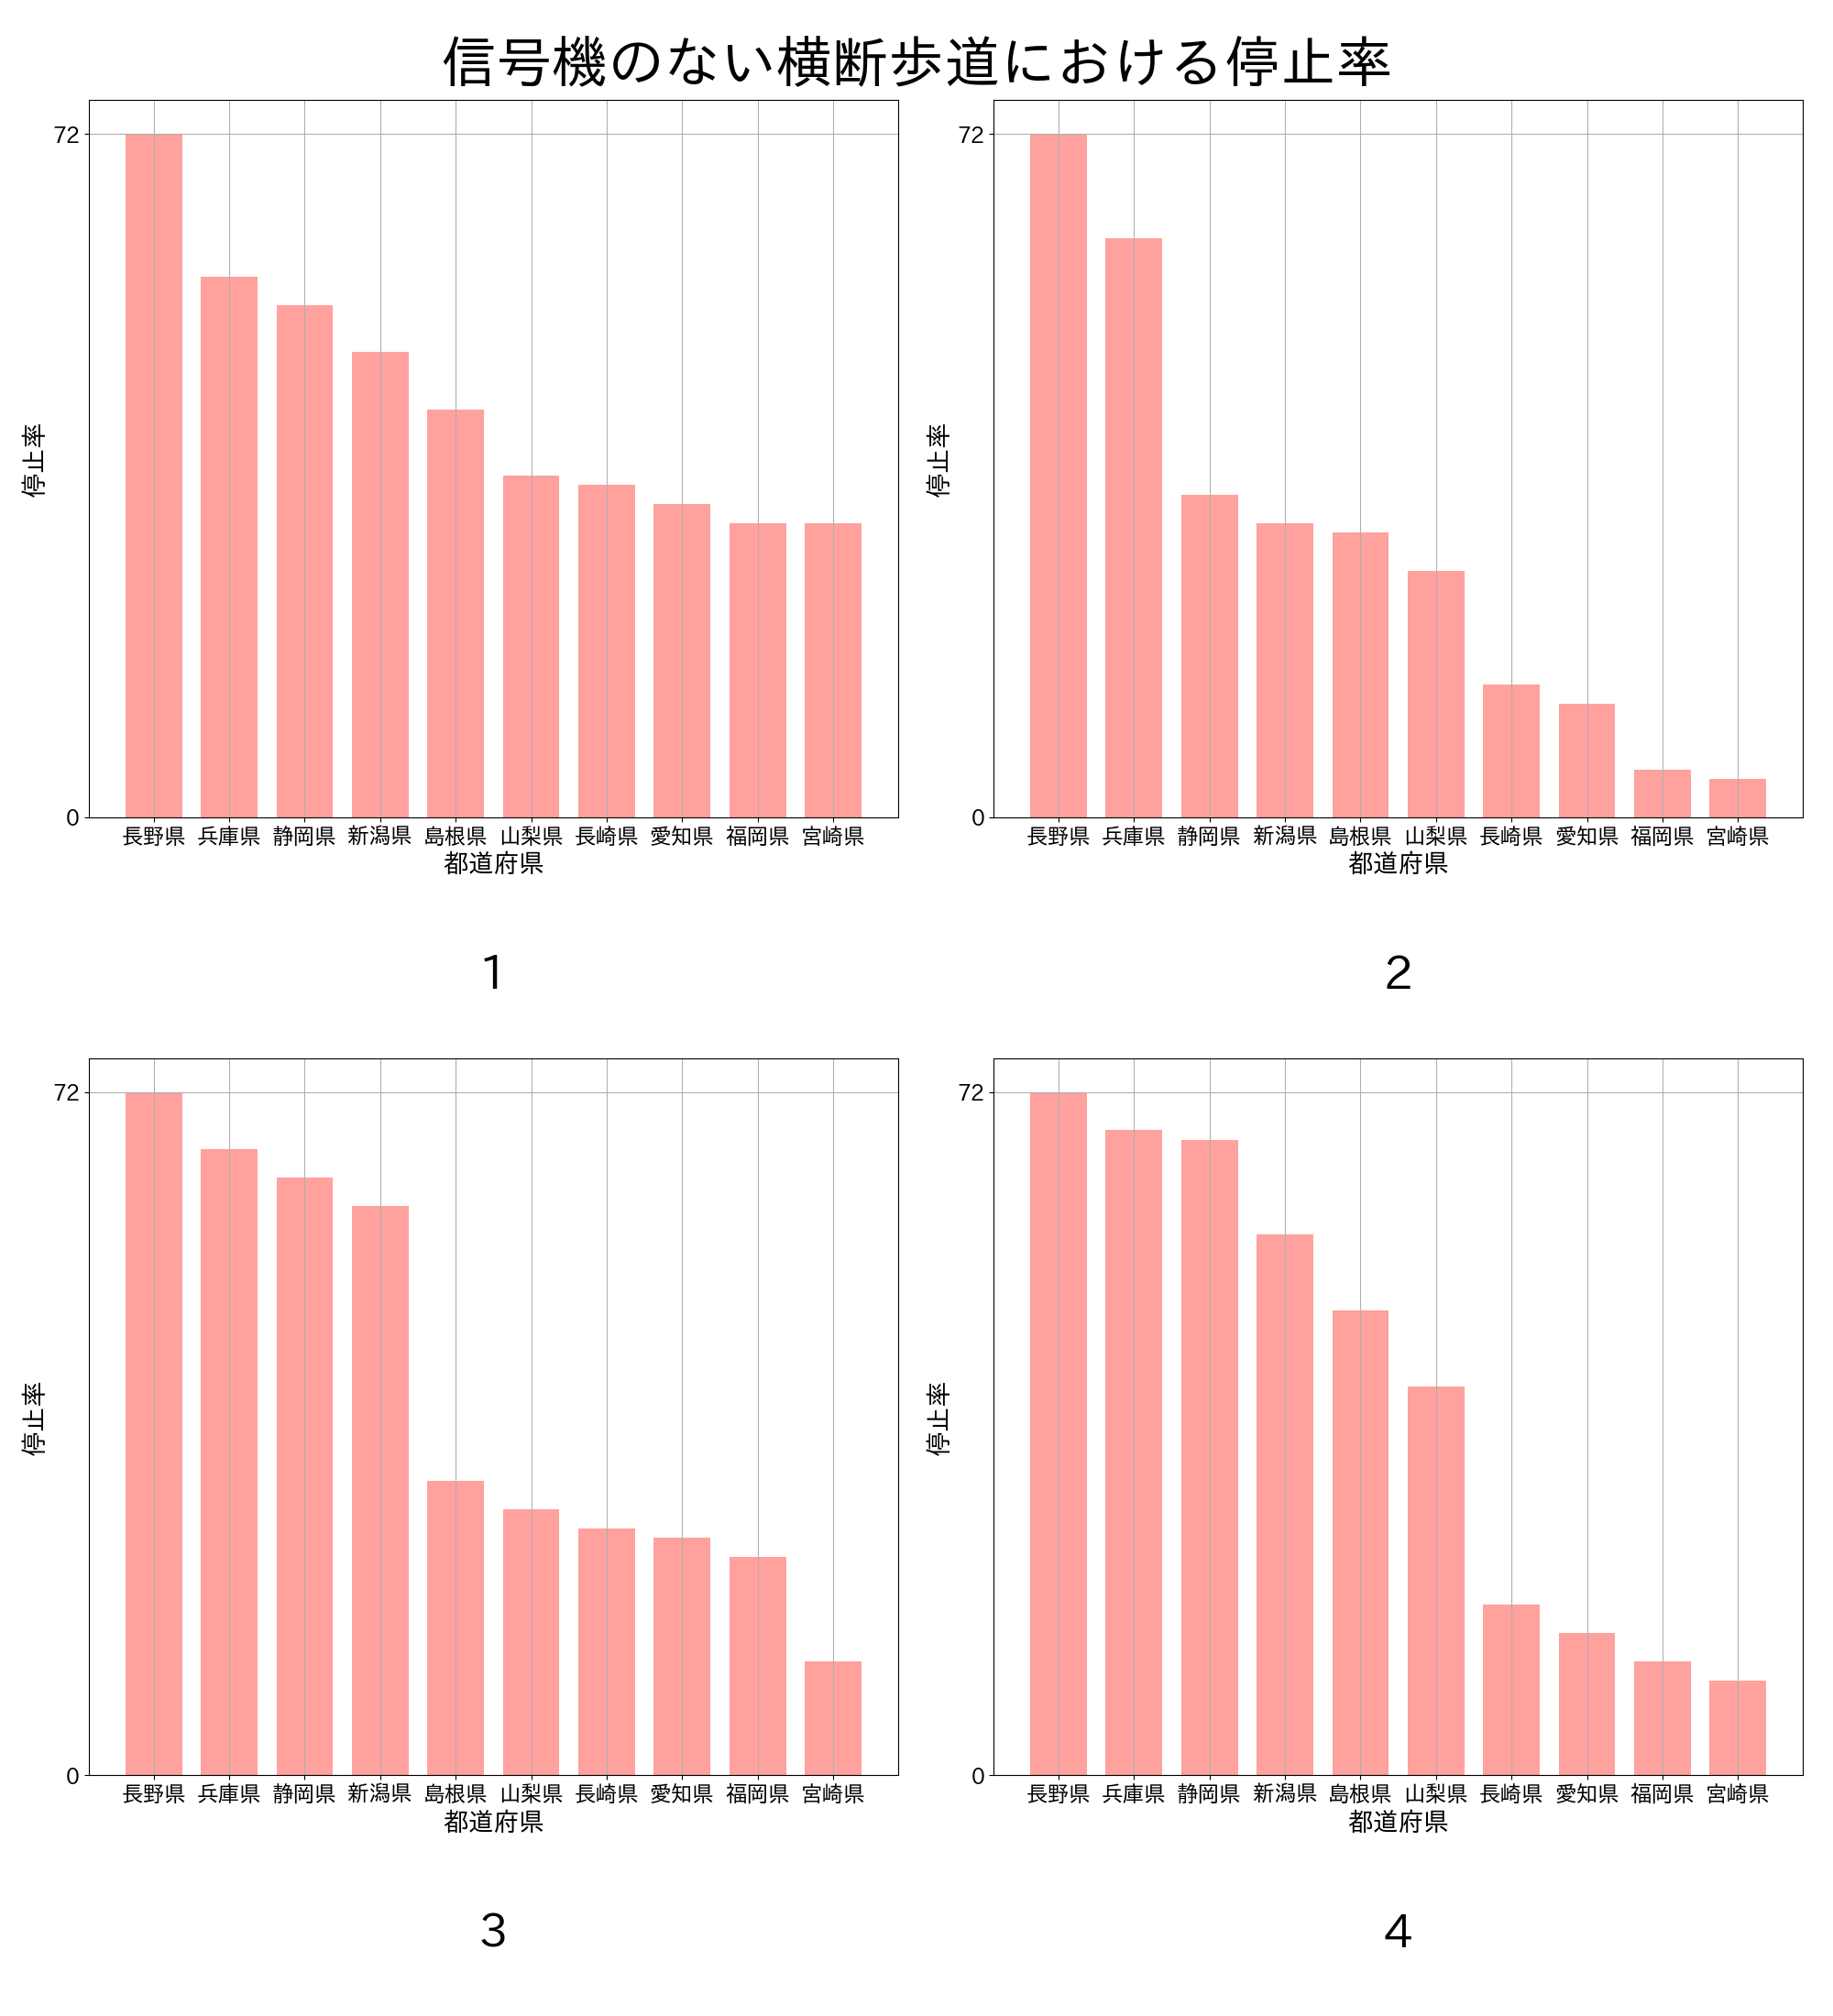 信号機のない横断歩道における停止率
72
0
停止率
長野県 兵庫県 静岡県 新潟県 島根県 山梨県 長崎県 愛知県 福岡県 宮崎県
都道府県
1
72
0
停止率
長野県 兵庫県 静岡県 新潟県 島根県 山梨県 長崎県 愛知県 福岡県 宮崎県
都道府県
2
72
0
停止率
長野県 兵庫県 静岡県 新潟県 島根県 山梨県 長崎県 愛知県 福岡県 宮崎県
都道府県
3
72
0
停止率
長野県 兵庫県 静岡県 新潟県 島根県 山梨県 長崎県 愛知県 福岡県 宮崎県
都道府県
4